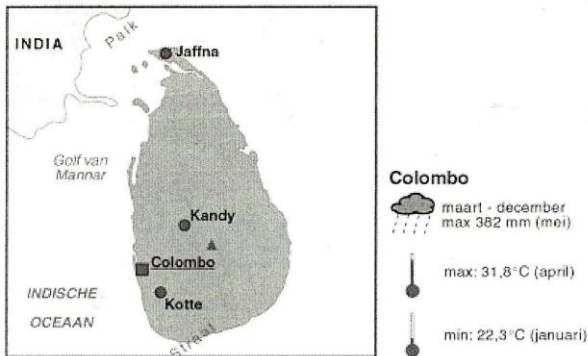 INDIA
Palk
Jaffna
Golf van
Mannar
Kandy
Colombo
Kotte
INDISCHE
OCEAAN
Straat
Colombo
maart - december
max 382 mm (mei)
max: 31,8°C (april)
min: 22,3°C (januari)